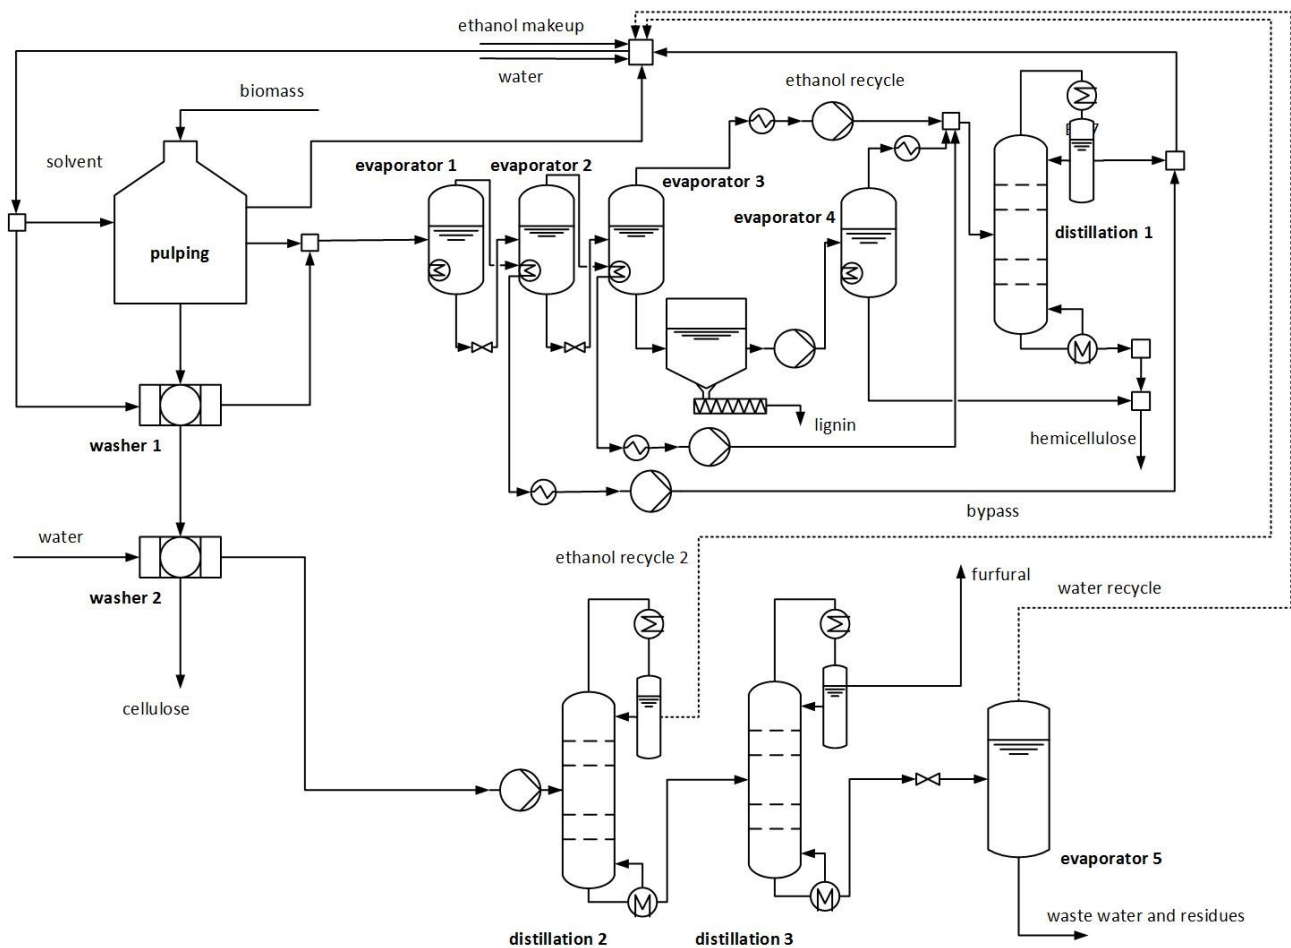 ethanol makeup
water
ethanol recycle
biomass
solvent
evaporator 1
evaporator 2
evaporator 3
evaporator 4
pulping
distillation 1
lignin
hemicellulose
washer 1
bypass
water
ethanol recycle 2
furfural
water recycle
washer 2
cellulose
evaporator 5
waste water and residues
distillation 2
distillation 3